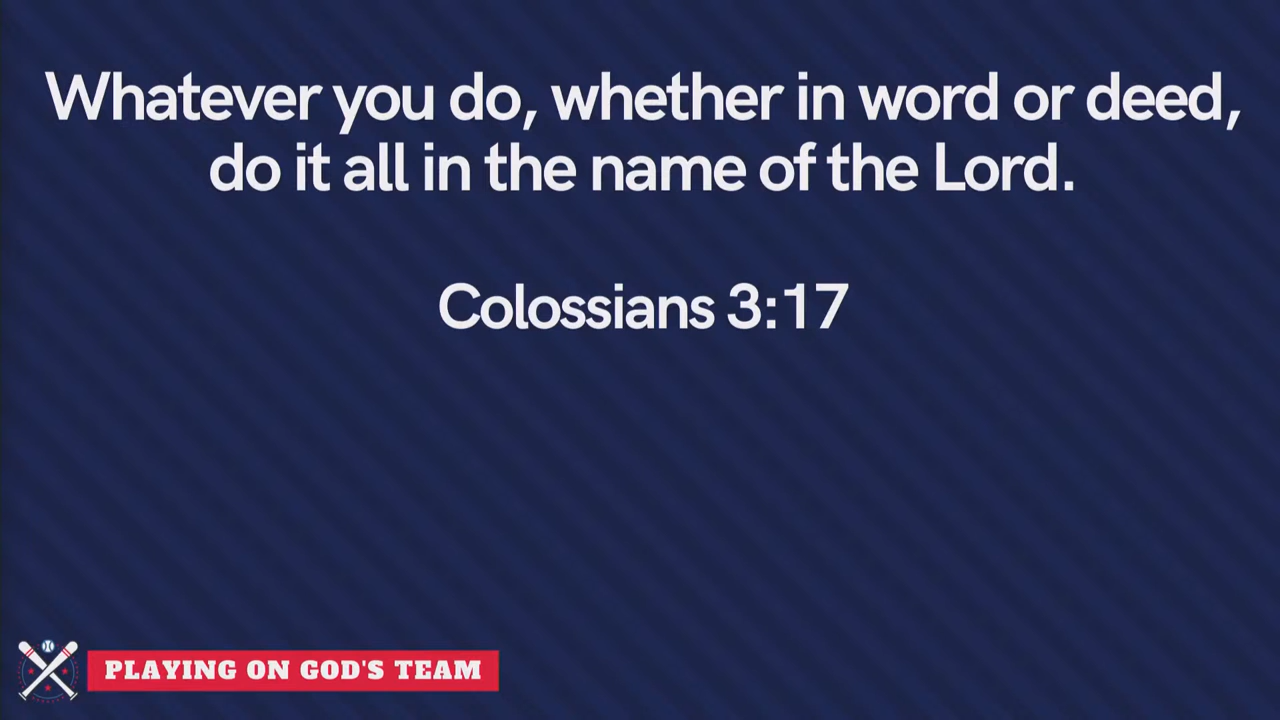 Whatever you do, whether in word or deed,
do it all in the name of the Lord.
Colossians 3:17
PLAYING ON GOD'S TEAM